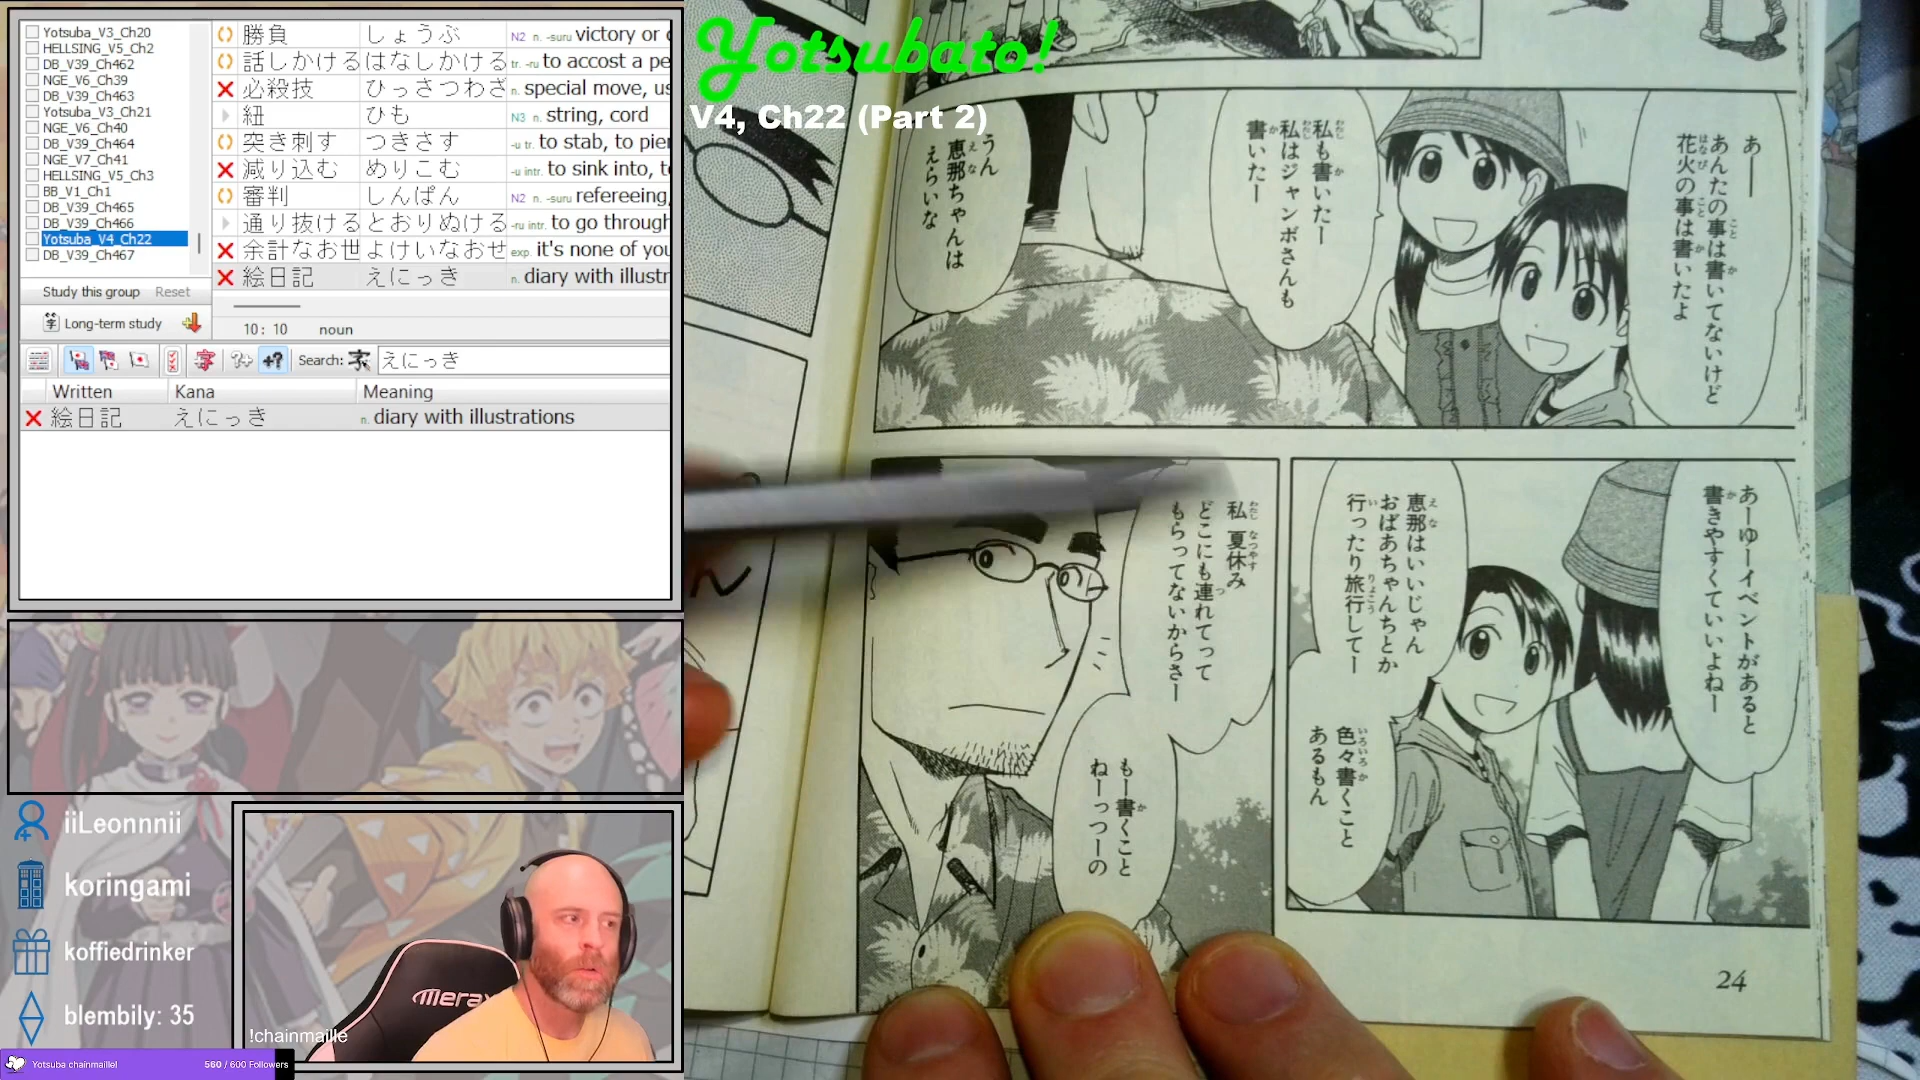 Yotsuba_V3_Ch20
HELLSING_V5_Ch2
DB_V39_Ch462
NGE_V6_Ch39
DB_V39_Ch463
Yotsuba_V3_Ch21
NGE_V6_Ch40
DB_V39_Ch464
NGE_V7_Ch41
HELLSING_V5_Ch3
BB_V1_Ch1
DB_V39_Ch465
DB_V39_Ch466
Yotsuba_V4_Ch22
DB_V39_Ch467
Study this group Reset
Long-term study
勝負 しょうぶ N2 n. -suru victory or
話しかける はなしかける tr. -ru to accost a pe
必殺技 ひっさつわざ n. special move, us
紐 ひも N3 n. string, cord
突き刺す つきさす -u tr. to stab, to pier
減り込む めりこむ -u intr. to sink into, t
審判 しんぱん N2 n. -suru refereeing,
通り抜ける とおりぬける -ru intr. to go through
余計なお世 よけいなおせ exp. it's none of you
絵日記 えにっき n. diary with illustr
10: 10 noun
Search: えにっき
Written Kana Meaning
絵日記 えにっき n. diary with illustrations
iiLeonnnii
koringami
koffiedrinker
blembily: 35
Yotsuba chainmaille!
560 / 600 Followers
!chainmaille
Yotsubato!
V4, Ch22 (Part 2)
あー
あんたの事は書いてないけど
花火の事は書いたよ
私も書いたー
私はジャンボさんも
書いたー
うん
恵那ちゃんは
えらいな
あーゆーイベントがあると
書きやすくていいよねー
恵那はいいじゃん
おばあちゃんちとか
行ったり旅行してー
色々書くこと
あるもん
私 夏休み
どこにも連れてって
もらってないからさー
もー書くこと
ねーっつーの
24